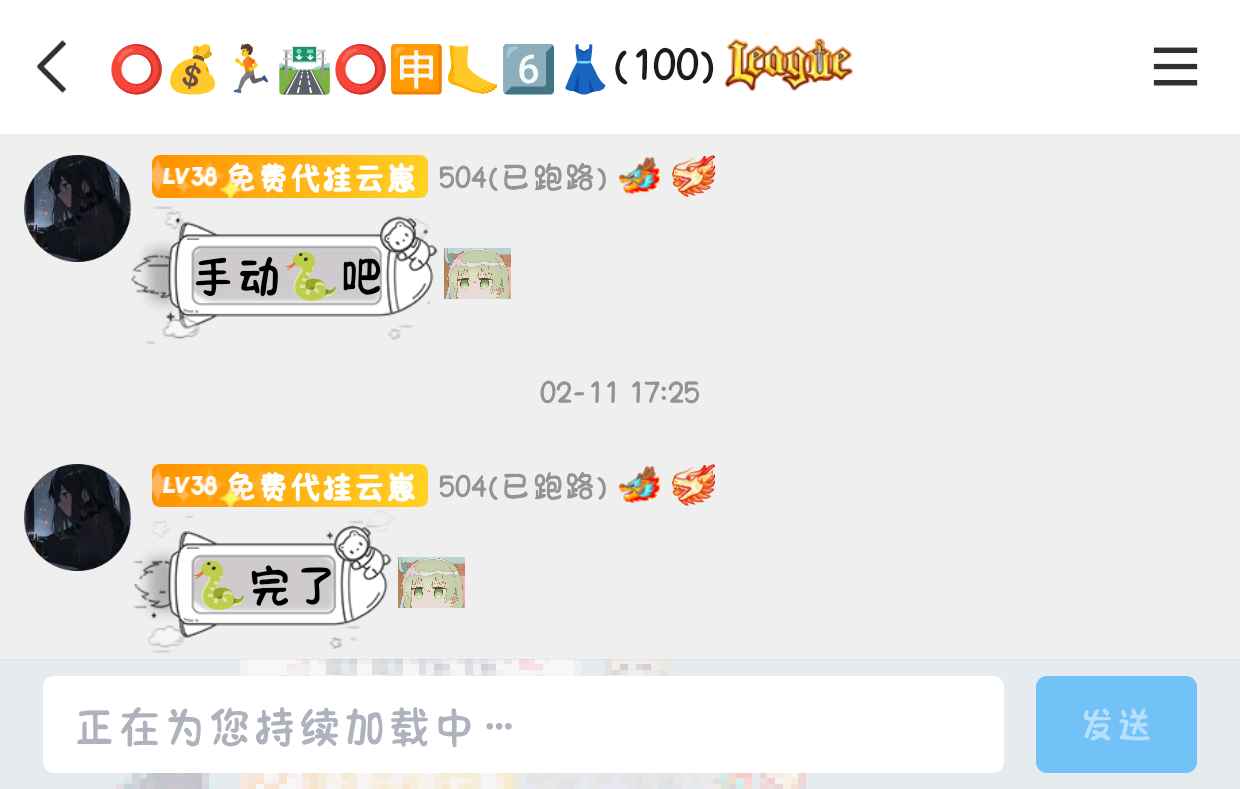 ⭕💰🏃🛣️⭕🈸🦶6️⃣👗(100) League
LV38 免费代挂云崽 504(已跑路) 🐲
手动🐍吧
02-11 17:25
LV38 免费代挂云崽 504(已跑路) 🐲
🐍完了
正在为您持续加载中…
发送